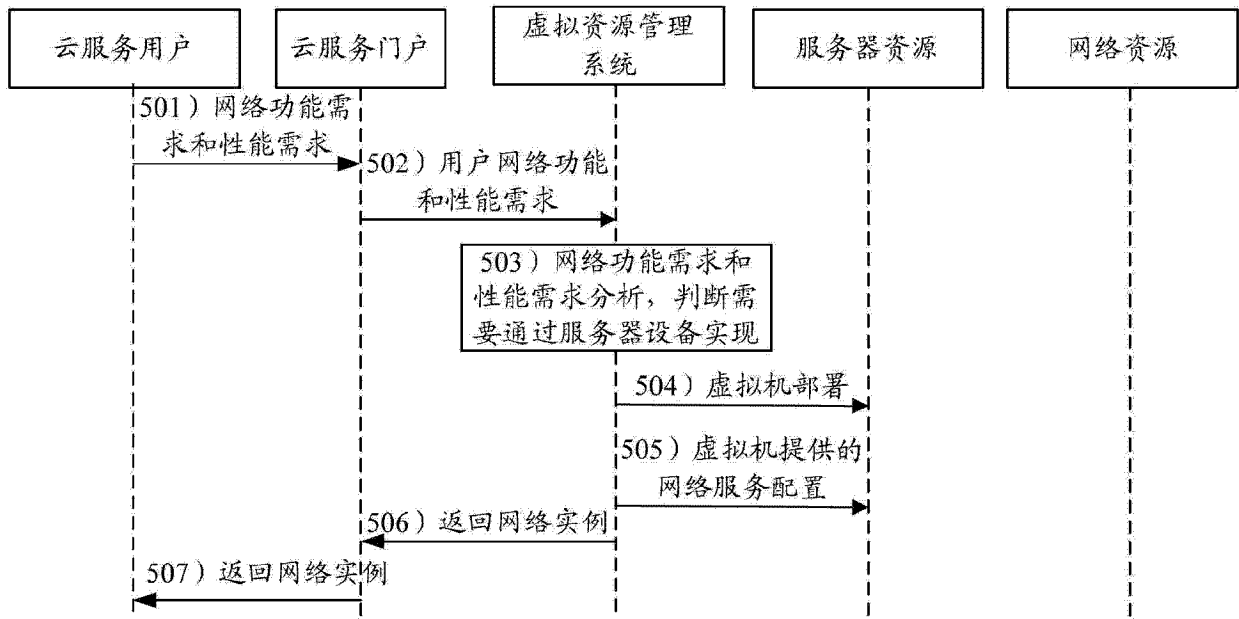 云服务用户
云服务门户
虚拟资源管理
系统
服务器资源
网络资源
501）网络功能需
求和性能需求
502）用户网络功能
和性能需求
503）网络功能需求和
性能需求分析，判断需
要通过服务器设备实现
504）虚拟机部署
505）虚拟机提供的
网络服务配置
506）返回网络实例
507）返回网络实例